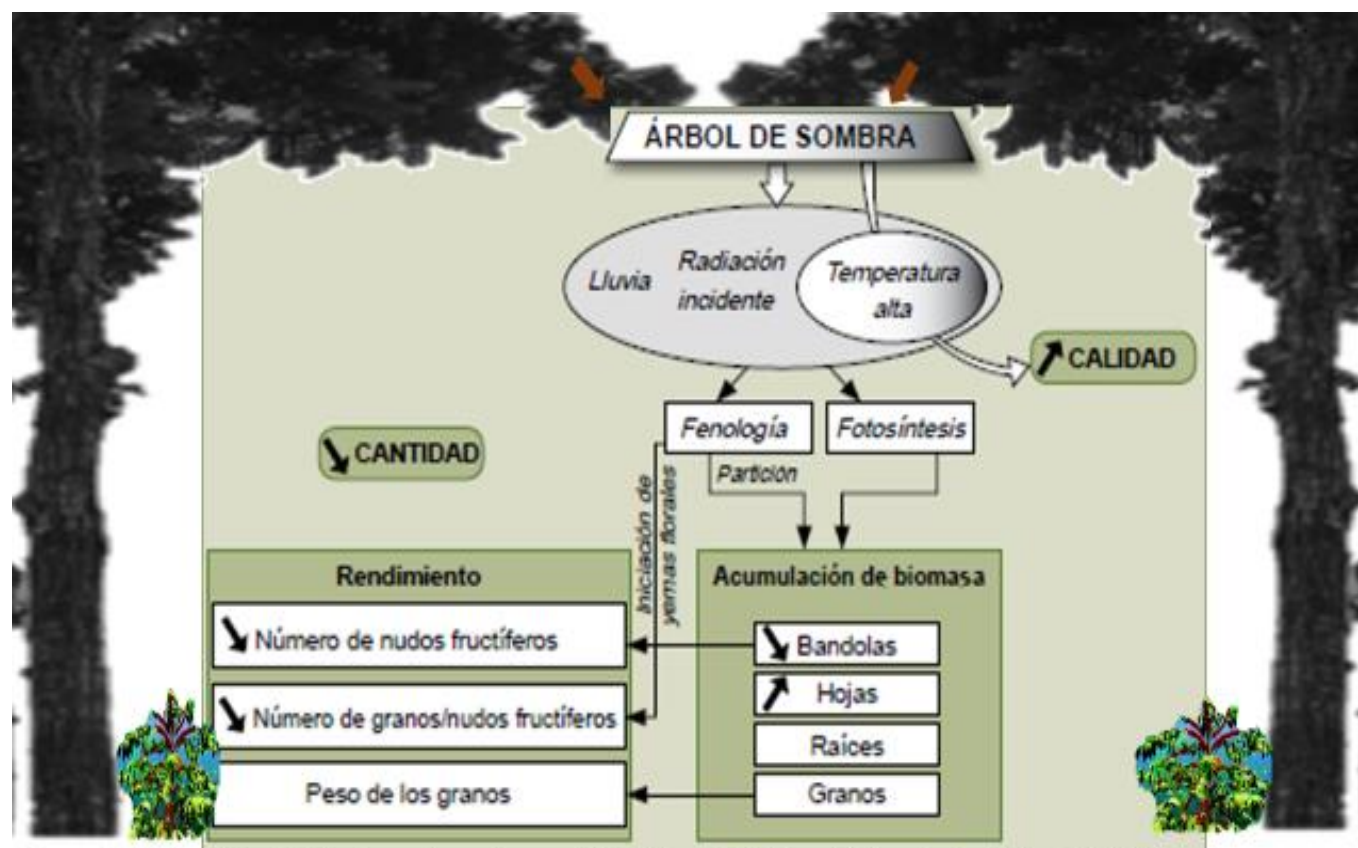 ÁRBOL DE SOMBRA
Lluvia
Radiación
incidente
Temperatura
alta
CALIDAD
Fenología
Fotosíntesis
CANTIDAD
Partición
Iniciación de
yemas florales
Rendimiento
Número de nudos fructíferos
Número de granos/nudos fructíferos
Peso de los granos
Acumulación de biomasa
Bandolas
Hojas
Raíces
Granos